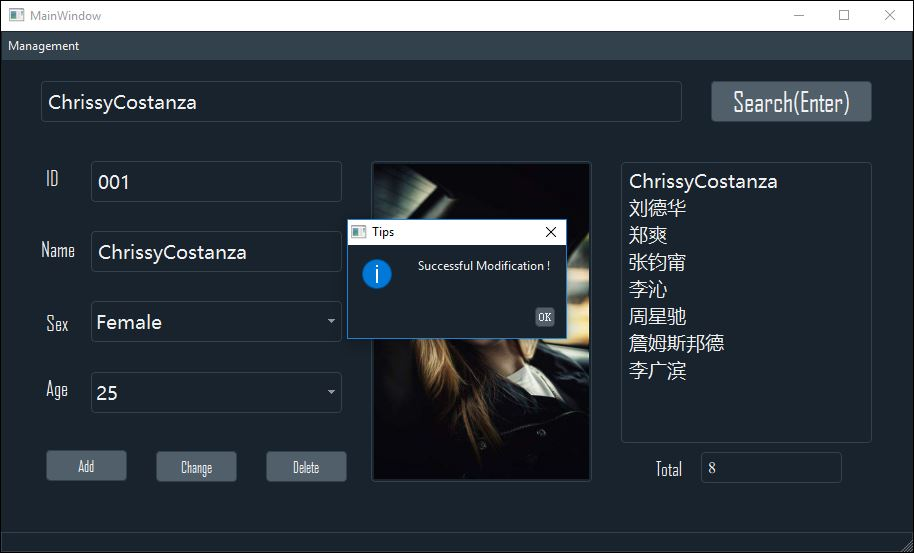 MainWindow
Management
ChrissyCostanza
Search(Enter)
ID
001
Name
ChrissyCostanza
Sex
Female
Age
25
Add
Change
Delete
Tips
Successful Modification !
OK
ChrissyCostanza
刘德华
郑爽
张钧甯
李沁
周星驰
詹姆斯邦德
李广滨
Total
8